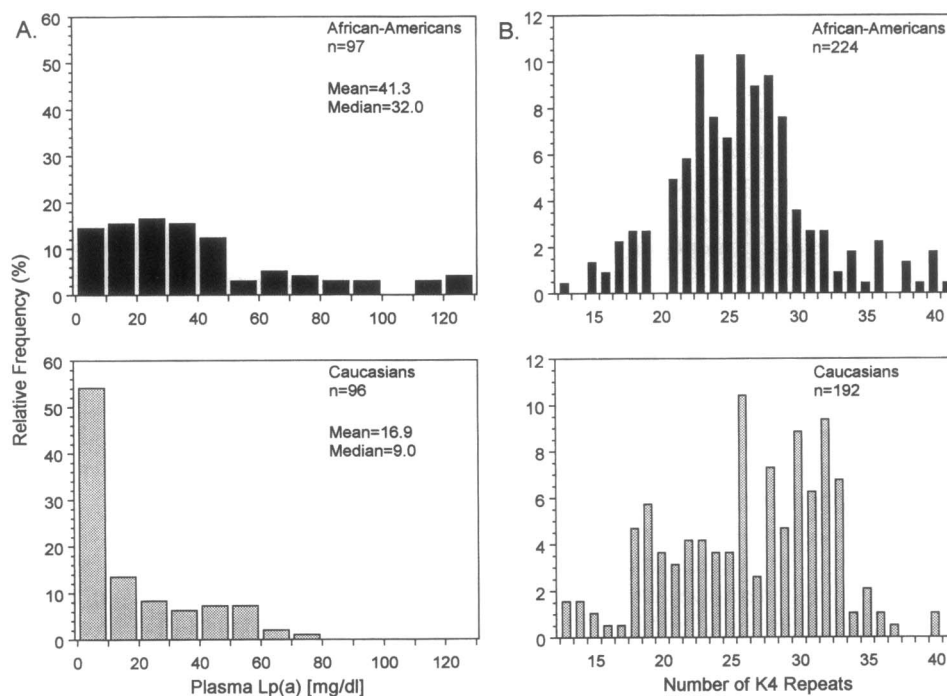 A.
60
50
40
30
20
10
0
African-Americans
n=97
Mean=41.3
Median=32.0
0 20 40 60 80 100 120
B.
12
10
8
6
4
2
0
African-Americans
n=224
15 20 25 30 35 40
Relative Frequency (%)
60
50
40
30
20
10
0
Caucasians
n=96
Mean=16.9
Median=9.0
0 20 40 60 80 100 120
Plasma Lp(a) [mg/dl]
12
10
8
6
4
2
0
Caucasians
n=192
15 20 25 30 35 40
Number of K4 Repeats